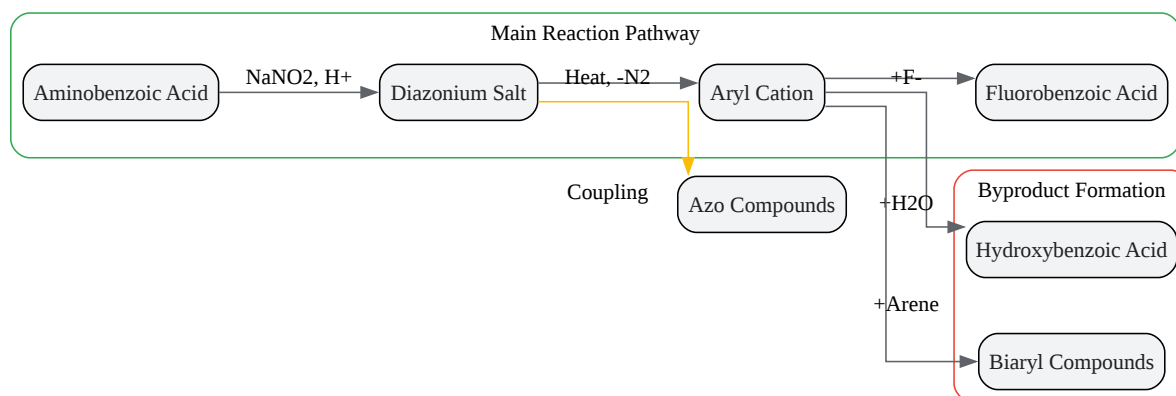 Main Reaction Pathway
Aminobenzoic Acid
NaNO2, H+
Diazonium Salt
Heat, -N2
Aryl Cation
+F-
Fluorobenzoic Acid
Coupling
Azo Compounds
+H2O
Byproduct Formation
Hydroxybenzoic Acid
+Arene
Biaryl Compounds